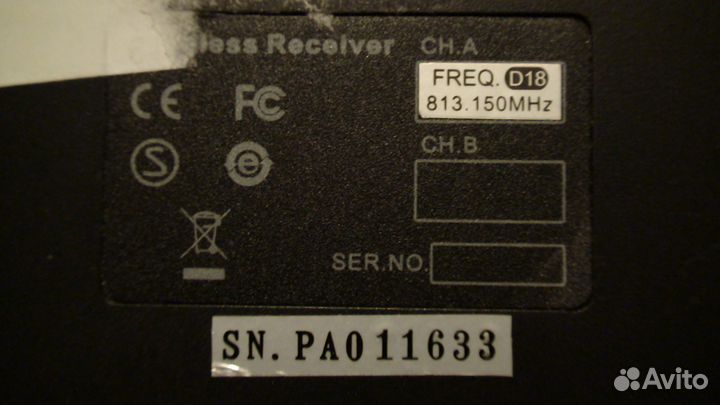 less Receiver CH.A
FREQ. D18
813.150MHz
CE FC
CH.B
S e
SER.NO.
SN. PA011633
Avito